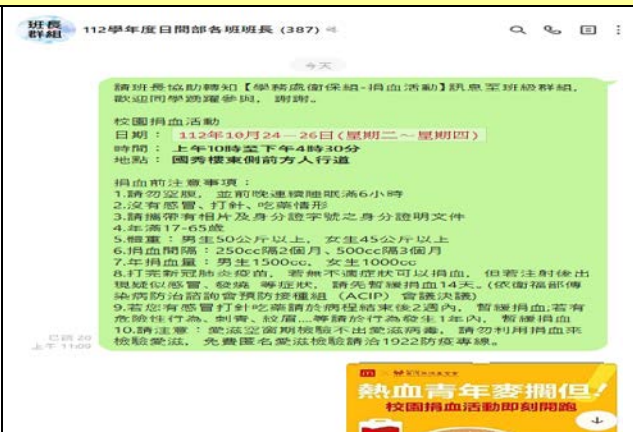 班長
群組
112學年度日間部各班班長 (387)
今天
請班長協助轉知【學務處衛保組-捐血活動】訊息至班級群組,
歡迎同學踴躍參與, 謝謝。
校園捐血活動
日期： 112年10月24－26日(星期二～星期四)
時間： 上午10時至下午4時30分
地點： 國秀樓東側前方人行道
捐血前注意事項：
1.請勿空腹， 並前晚連續睡眠滿6小時
2.沒有感冒、打針、吃藥情形
3.請攜帶有相片及身分證字號之身分證明文件
4.年滿17-65歲
5.體重：男生50公斤以上, 女生45公斤以上
6.捐血間隔：250cc隔2個月、500cc隔3個月
7.年捐血量：男生1500cc, 女生1000cc
8.打完新冠肺炎疫苗, 若無不適症狀可以捐血, 但若注射後出
現疑似感冒、發燒 等症狀, 請先暫緩捐血14天。(依衛福部傳
染病防治諮詢會預防接種組 (ACIP) 會議決議)
9.若您有感冒打針吃藥請於病程結束後2週內, 暫緩捐血;若有
危險性行為、刺青、紋眉....等請於行為發生1年內, 暫緩捐血
10.請注意：愛滋空窗期檢驗不出愛滋病毒, 請勿利用捐血來
檢驗愛滋, 免費匿名愛滋檢驗請洽1922防疫專線。
已讀 20
上午 11:09
熱血青年麥擱但!
校園捐血活動即刻開跑